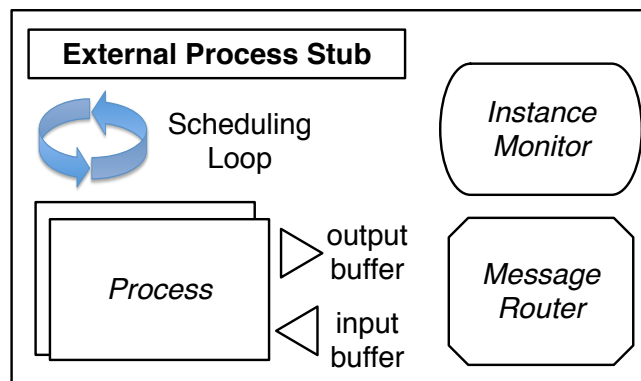 External Process Stub
Scheduling
Loop
Instance
Monitor
Process
output
buffer
input
buffer
Message
Router